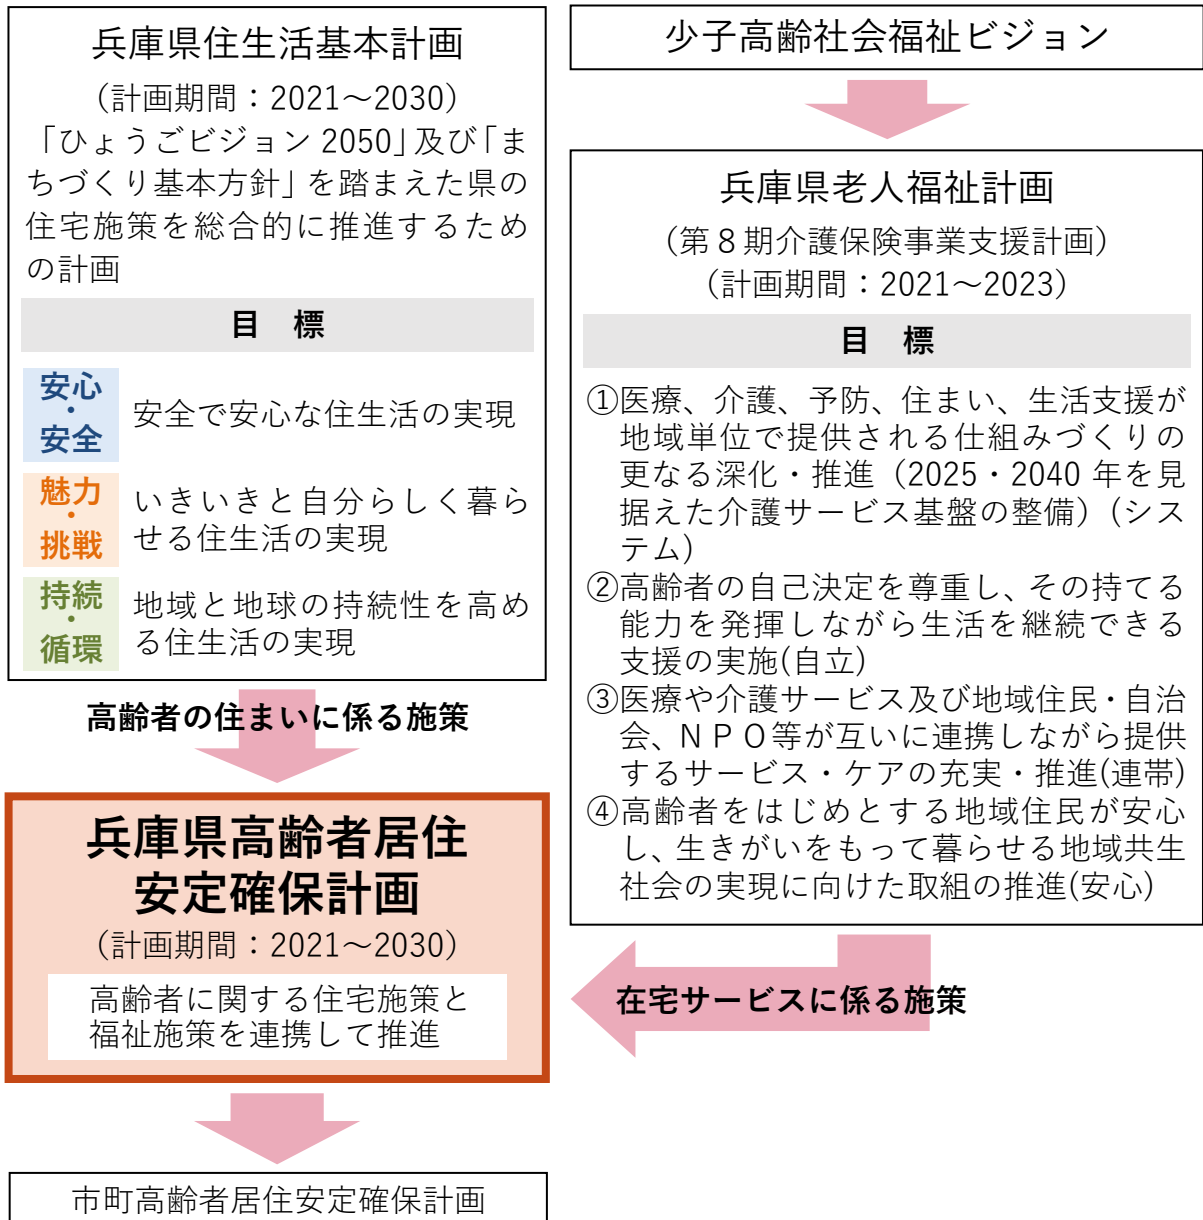 兵庫県住生活基本計画
（計画期間：2021～2030）
「ひょうごビジョン 2050」及び「ま
ちづくり基本方針」を踏まえた県の
住宅施策を総合的に推進するため
の計画
目　標
安心
・
安全
安全で安心な住生活の実現
魅力
・
挑戦
いきいきと自分らしく暮ら
せる住生活の実現
持続
・
循環
地域と地球の持続性を高め
る住生活の実現
高齢者の住まいに係る施策
兵庫県高齢者居住
安定確保計画
（計画期間：2021～2030）
高齢者に関する住宅施策と
福祉施策を連携して推進
市町高齢者居住安定確保計画
少子高齢社会福祉ビジョン
兵庫県老人福祉計画
（第８期介護保険事業支援計画）
（計画期間：2021～2023）
目　標
①医療、介護、予防、住まい、生活支援が
地域単位で提供される仕組みづくりの
更なる深化・推進（2025・2040 年を見
据えた介護サービス基盤の整備）(シス
テム)
②高齢者の自己決定を尊重し、その持てる
能力を発揮しながら生活を継続できる
支援の実施(自立)
③医療や介護サービス及び地域住民・自治
会、ＮＰＯ等が互いに連携しながら提供
するサービス・ケアの充実・推進(連帯)
④高齢者をはじめとする地域住民が安心
し、生きがいをもって暮らせる地域共生
社会の実現に向けた取組の推進(安心)
在宅サービスに係る施策